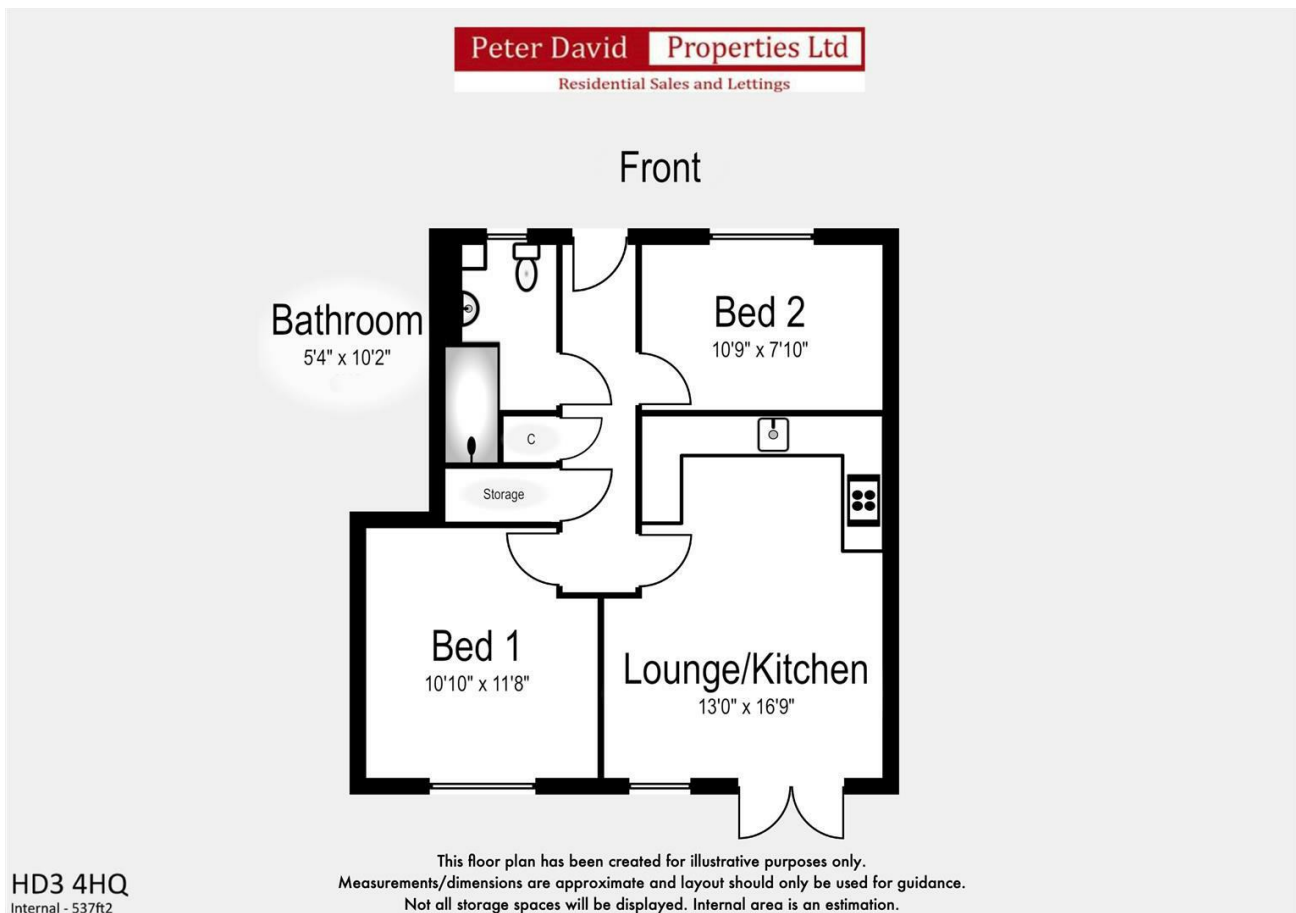 Peter David Properties Ltd
Residential Sales and Lettings
Front
Bathroom
5'4" x 10'2"
Bed 2
10'9" x 7'10"
C
Storage
Bed 1
10'10" x 11'8"
Lounge/Kitchen
13'0" x 16'9"
This floor plan has been created for illustrative purposes only.
Measurements/dimensions are approximate and layout should only be used for guidance.
Not all storage spaces will be displayed. Internal area is an estimation.
HD3 4HQ
Internal - 537ft2